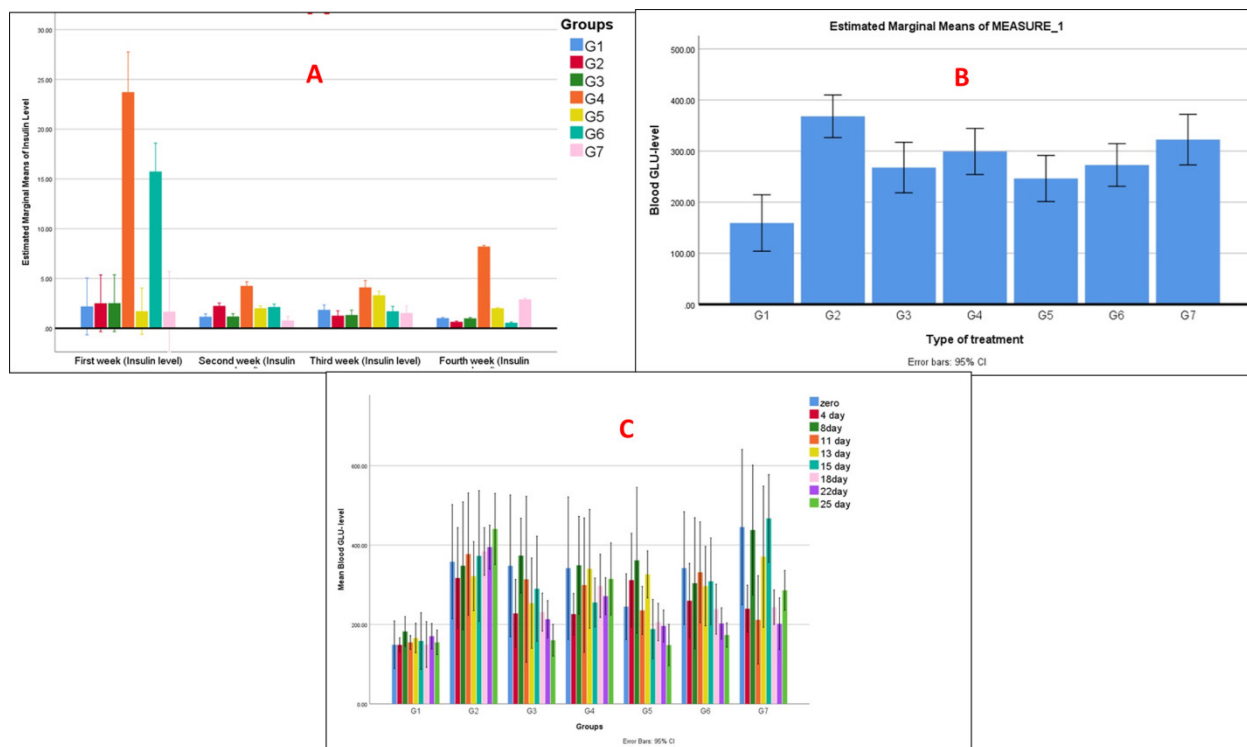 30.00
25.00
20.00
15.00
10.00
5.00
.00
Estimated Marginal Means of Insulin Level
A
First week (Insulin level)
Second week (Insulin
Third week (Insulin level)
Fourth week (Insulin
Groups
G1
G2
G3
G4
G5
G6
G7
Estimated Marginal Means of MEASURE_1
B
500.00
400.00
300.00
200.00
100.00
.00
Blood GLU-level
G1
G2
G3
G4
G5
G6
G7
Type of treatment
Error bars: 95% CI
C
600.00
400.00
200.00
0.00
Mean Blood GLU- level
G1
G2
G3
G4
G5
G6
G7
Groups
Error Bars: 95% CI
zero
4 day
8day
11 day
13 day
15 day
18day
22day
25 day